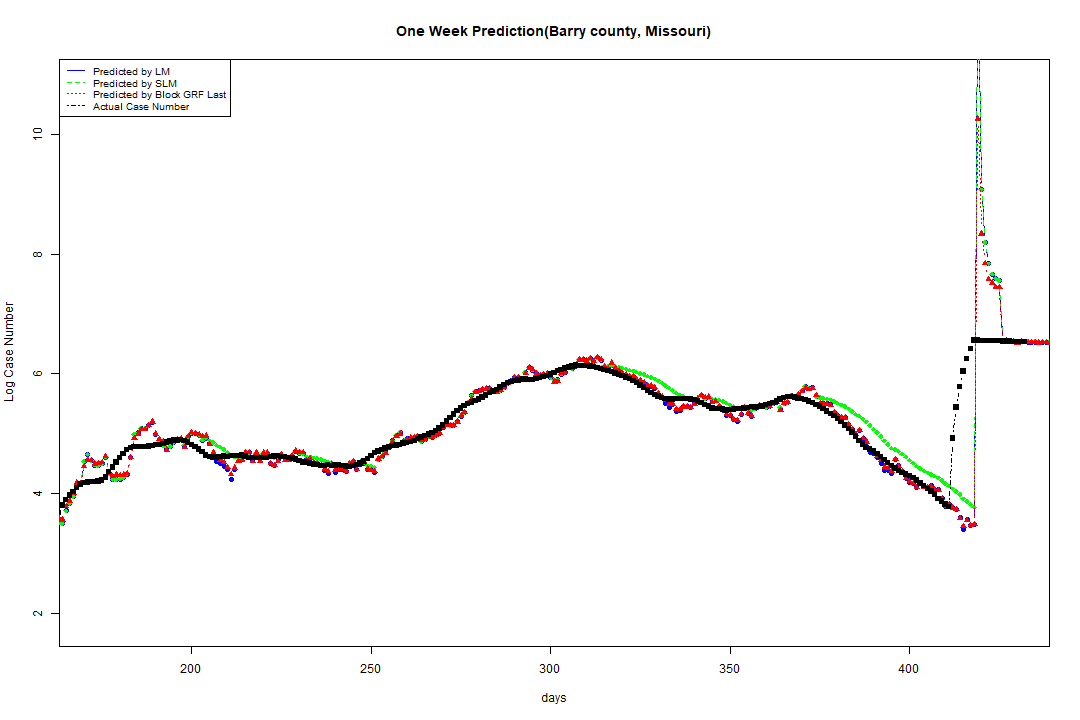 One Week Prediction(Barry county, Missouri)
Predicted by LM
Predicted by SLM
Predicted by Block GRF Last
Actual Case Number
Log Case Number
10
8
6
4
2
200 250 300 350 400
days